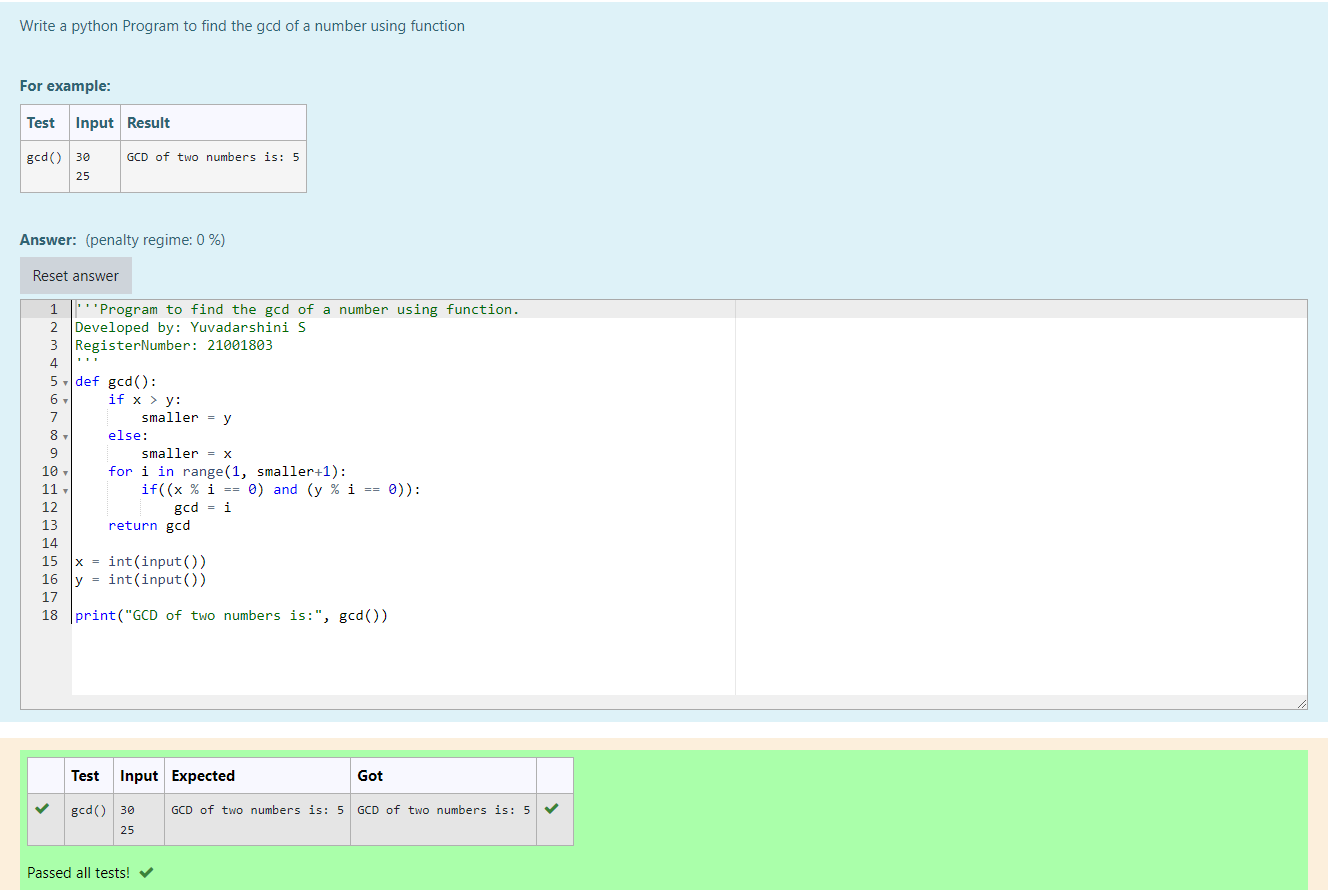 Write a python Program to find the gcd of a number using function
For example:
Test Input Result
gcd() 30 GCD of two numbers is: 5
25
Answer: (penalty regime: 0 %)
Reset answer
1 '''Program to find the gcd of a number using function.
2 Developed by: Yuvadarshini S
3 RegisterNumber: 21001803
4 '''
5 def gcd():
6     if x > y:
7         smaller = y
8     else:
9         smaller = x
10     for i in range(1, smaller+1):
11         if((x % i == 0) and (y % i == 0)):
12             gcd = i
13     return gcd
14
15 x = int(input())
16 y = int(input())
17
18 print("GCD of two numbers is:", gcd())
Test Input Expected Got
gcd() 30 GCD of two numbers is: 5 GCD of two numbers is: 5
25
Passed all tests!